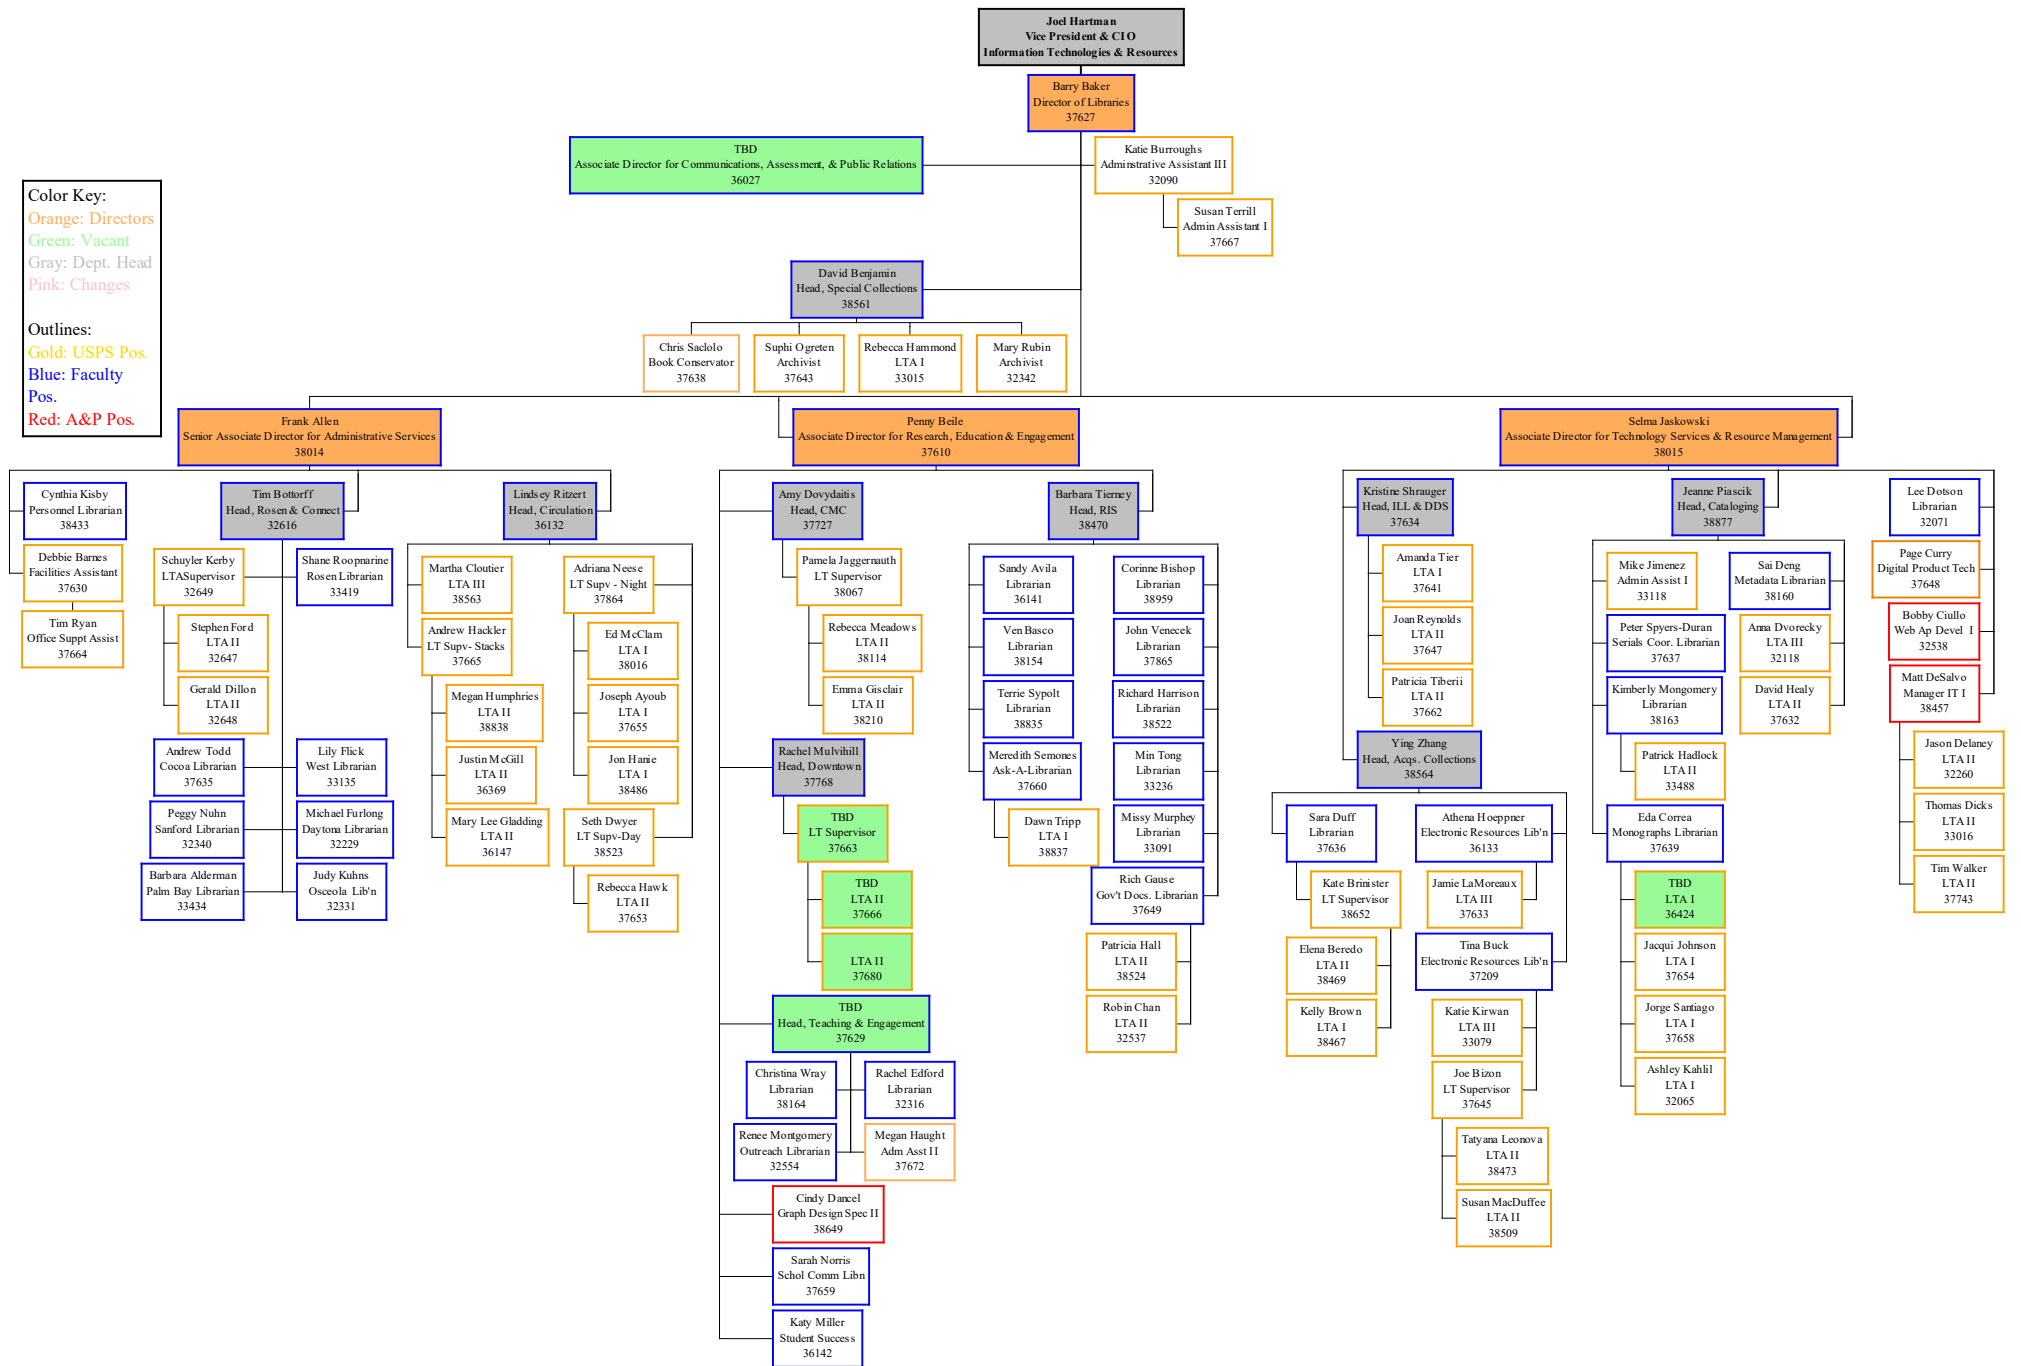 Joel Hartman
Vice President & CIO
Information Technologies & Resources
Barry Baker
Director of Libraries
37627
TBD
Associate Director for Communications, Assessment, & Public Relations
36027
Katie Burroughs
Adminstrative Assistant III
32090
Susan Terrill
Admin Assistant I
37667
Color Key:
Orange: Directors
Green: Vacant
Gray: Dept. Head
Pink: Changes
Outlines:
Gold: USPS Pos.
Blue: Faculty
Pos.
Red: A&P Pos.
David Benjamin
Head, Special Collections
38561
Chris Saclolo
Book Conservator
37638
Suphi Ogreten
Archivist
37643
Rebecca Hammond
LTA I
33015
Mary Rubin
Archivist
32342
Frank Allen
Senior Associate Director for Administrative Services
38014
Penny Beile
Associate Director for Research, Education & Engagement
37610
Selma Jaskowski
Associate Director for Technology Services & Resource Management
38015
Cynthia Kisby
Personnel Librarian
38433
Debbie Barnes
Facilities Assistant
37630
Tim Ryan
Office Suppt Assist
37664
Tim Bottorff
Head, Rosen & Connect
32616
Schuyler Kerby
LTASupervisor
32649
Shane Roopnarine
Rosen Librarian
33419
Stephen Ford
LTA II
32647
Gerald Dillon
LTA II
32648
Andrew Todd
Cocoa Librarian
37635
Lily Flick
West Librarian
33135
Peggy Nuhn
Sanford Librarian
32340
Michael Furlong
Daytona Librarian
32229
Barbara Alderman
Palm Bay Librarian
33434
Judy Kuhns
Osceola Lib'n
32331
Lindsey Ritzert
Head, Circulation
36132
Martha Cloutier
LTA III
38563
Andrew Hackler
LT Supv- Stacks
37665
Megan Humphries
LTA II
38838
Justin McGill
LTA II
36369
Mary Lee Gladding
LTA II
36147
Adriana Neese
LT Supv - Night
37864
Ed McClam
LTA I
38016
Joseph Ayoub
LTA I
37655
Jon Hanie
LTA I
38486
Seth Dwyer
LT Supv-Day
38523
Rebecca Hawk
LTA II
37653
Amy Dovydaitis
Head, CMC
37727
Pamela Jaggernauth
LT Supervisor
38067
Rebecca Meadows
LTA II
38114
Emma Gisclair
LTA II
38210
Rachel Mulvihill
Head, Downtown
37768
TBD
LT Supervisor
37663
TBD
LTA II
37666
LTA II
37680
TBD
Head, Teaching & Engagement
37629
Christina Wray
Librarian
38164
Rachel Edford
Librarian
32316
Renee Montgomery
Outreach Librarian
32554
Megan Haught
Adm Asst II
37672
Cindy Dancel
Graph Design Spec II
38649
Sarah Norris
Schol Comm Libn
37659
Katy Miller
Student Success
36142
Barbara Tierney
Head, RIS
38470
Sandy Avila
Librarian
36141
Ven Basco
Librarian
38154
Terrie Sypolt
Librarian
38835
Meredith Semones
Ask-A-Librarian
37660
Dawn Tripp
LTA I
38837
Corinne Bishop
Librarian
38959
John Venecek
Librarian
37865
Richard Harrison
Librarian
38522
Min Tong
Librarian
33236
Missy Murphey
Librarian
33091
Rich Gause
Gov't Docs. Librarian
37649
Patricia Hall
LTA II
38524
Robin Chan
LTA II
32537
Kristine Shrauger
Head, ILL & DDS
37634
Amanda Tier
LTA I
37641
Joan Reynolds
LTA II
37647
Patricia Tiberii
LTA II
37662
Ying Zhang
Head, Acqs. Collections
38564
Sara Duff
Librarian
37636
Kate Brinister
LT Supervisor
38652
Elena Beredo
LTA II
38469
Kelly Brown
LTA I
38467
Athena Hoeppner
Electronic Resources Lib'n
36133
Jamie LaMoreaux
LTA III
37633
Tina Buck
Electronic Resources Lib'n
37209
Katie Kirwan
LTA III
33079
Joe Bizon
LT Supervisor
37645
Tatyana Leonova
LTA II
38473
Susan MacDuffee
LTA II
38509
Jeanne Piascik
Head, Cataloging
38877
Mike Jimenez
Admin Assist I
33118
Peter Spyers-Duran
Serials Coor. Librarian
37637
Kimberly Mongomery
Librarian
38163
Patrick Hadlock
LTA II
33488
Eda Correa
Monographs Librarian
37639
TBD
LTA I
36424
Jacqui Johnson
LTA I
37654
Jorge Santiago
LTA I
37658
Ashley Kahlil
LTA I
32065
Sai Deng
Metadata Librarian
38160
Anna Dvorecky
LTA III
32118
David Healy
LTA II
37632
Lee Dotson
Librarian
32071
Page Curry
Digital Product Tech
37648
Bobby Ciullo
Web Ap Devel I
32538
Matt DeSalvo
Manager IT I
38457
Jason Delaney
LTA II
32260
Thomas Dicks
LTA II
33016
Tim Walker
LTA II
37743